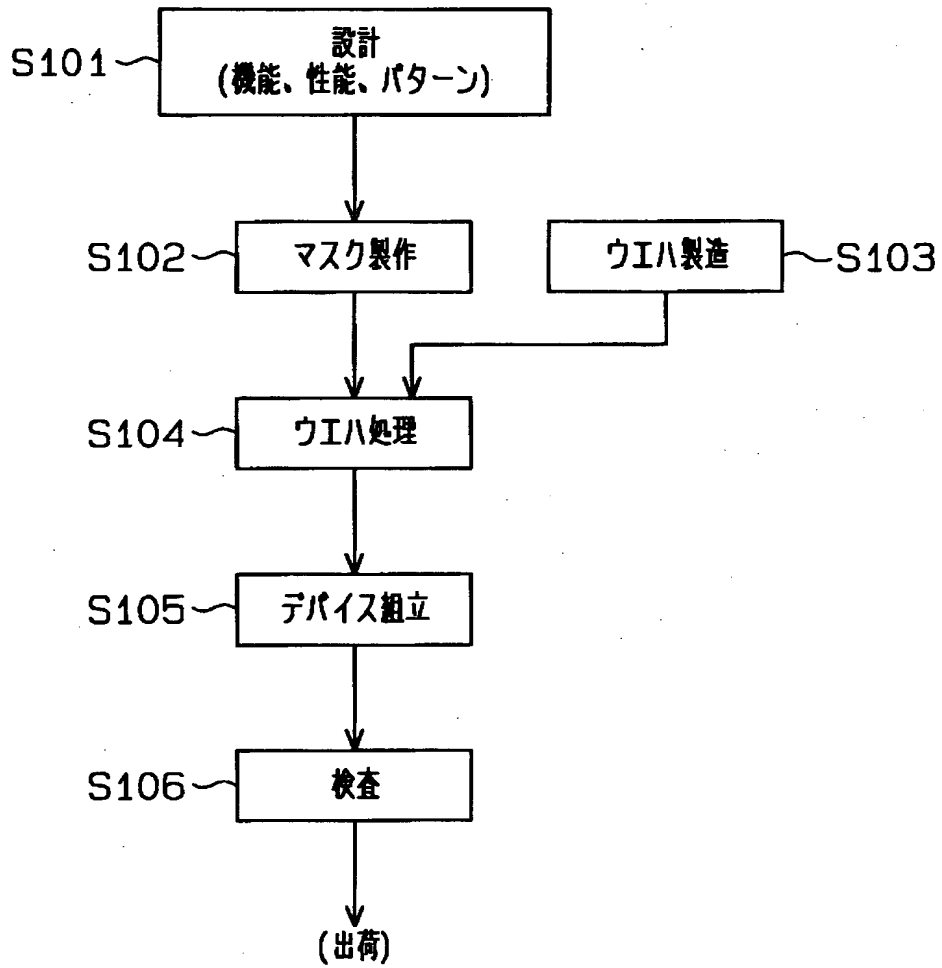 S101
設計
(機能、性能、パターン)
S102
マスク製作
ウエハ製造
S103
S104
ウエハ処理
S105
デバイス組立
S106
検査
(出荷)